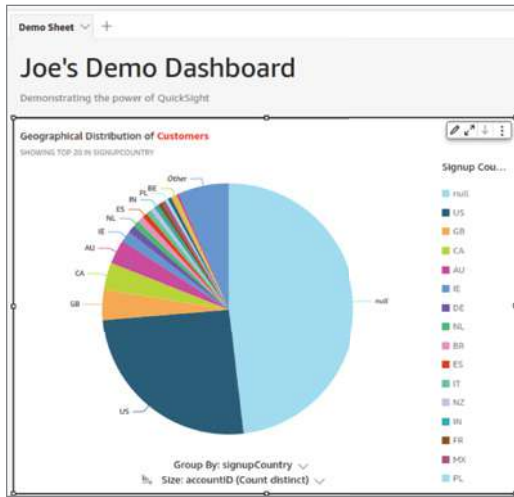 Demo Sheet
Joe's Demo Dashboard
Demonstrating the power of QuickSight
Geographical Distribution of Customers
SHOWING TOP 20 IN SIGNUPCOUNTRY
Signup Cou...
Other
BE
PL
IN
ES
NL
IE
AU
CA
GB
US
null
null
US
GB
CA
AU
IE
DE
NL
BR
ES
IT
NZ
IN
FR
MX
PL
Group By: signupCountry
Size: accountID (Count distinct)